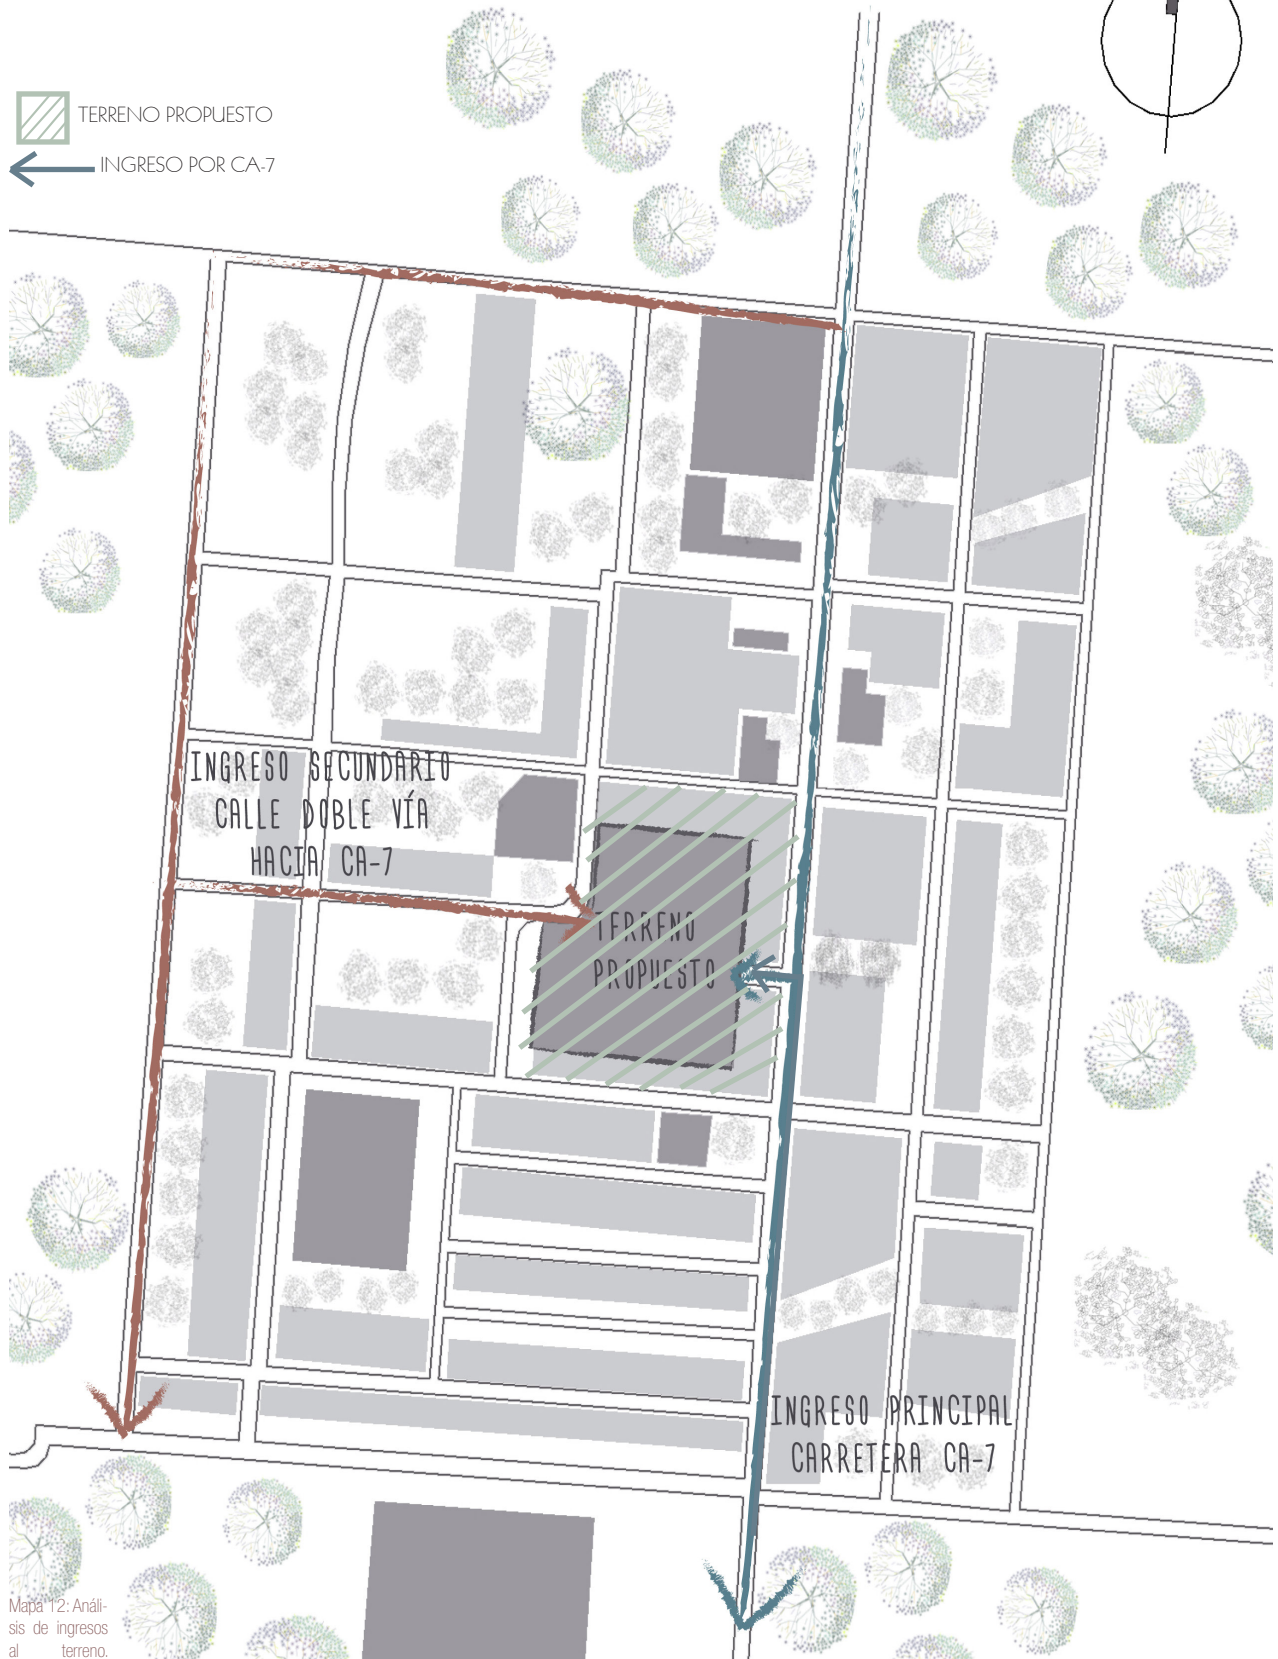 TERRENO PROPUESTO
INGRESO POR CA-7
INGRESO SECUNDARIO
CALLE DOBLE VÍA
HACIA CA-7
TERRENO
PROPUESTO
INGRESO PRINCIPAL
CARRETERA CA-7
Mapa 12: Análi-
sis de ingresos
al terreno.